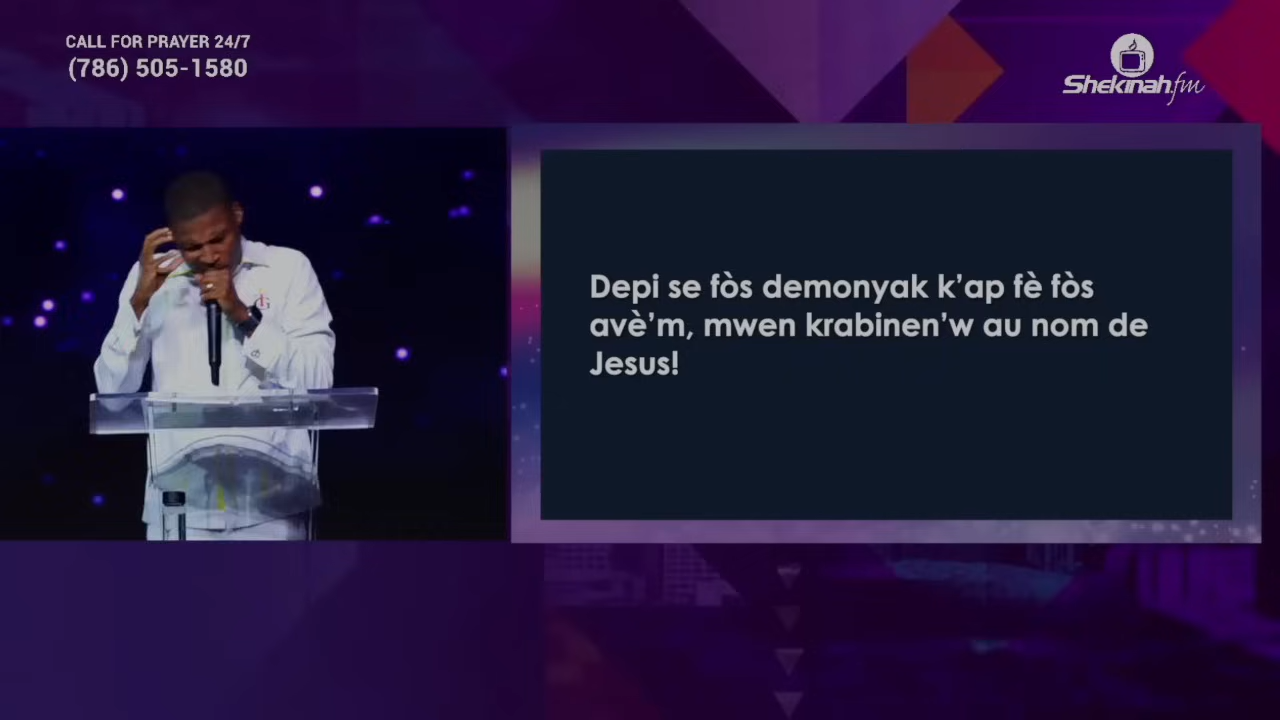 CALL FOR PRAYER 24/7
(786) 505-1580
Shekinah.fm
Depi se fòs demonyak k’ap fè fòs
avè’m, mwen krabinen’w au nom de
Jesus!